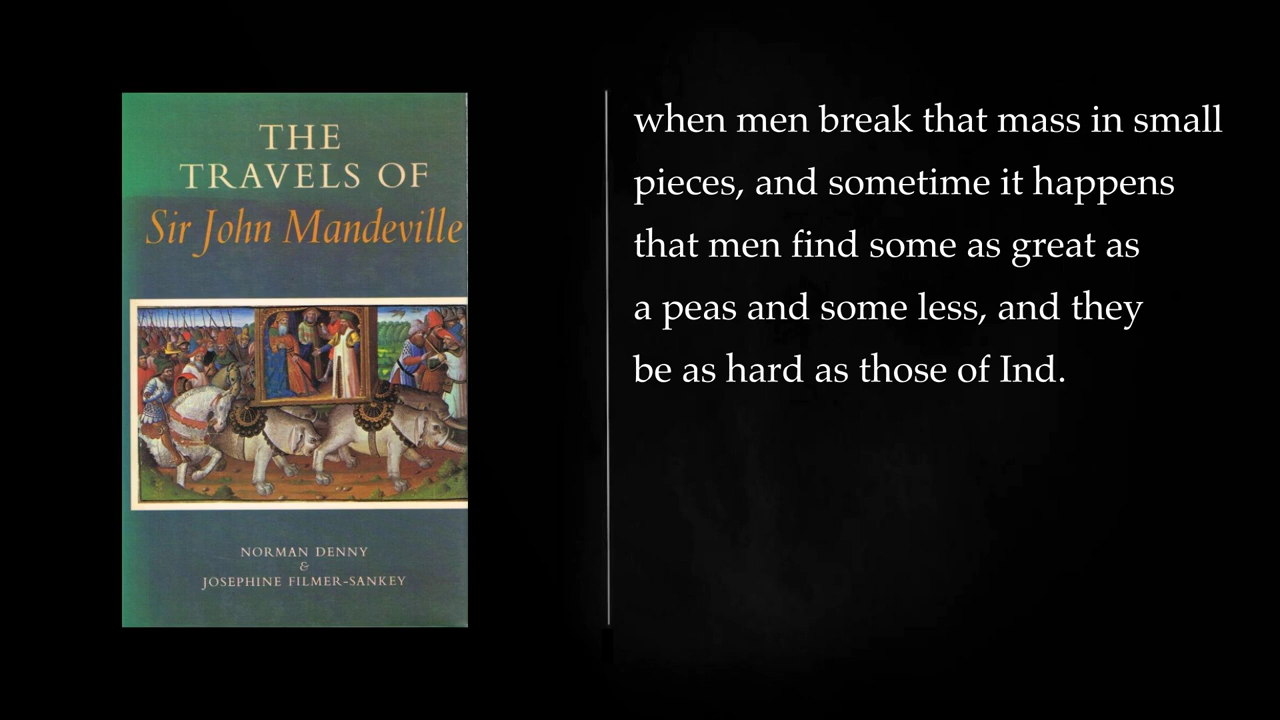 THE
TRAVELS OF
Sir John Mandeville
NORMAN DENNY
&
JOSEPHINE FILMER-SANKEY
when men break that mass in small
pieces, and sometime it happens
that men find some as great as
a peas and some less, and they
be as hard as those of Ind.